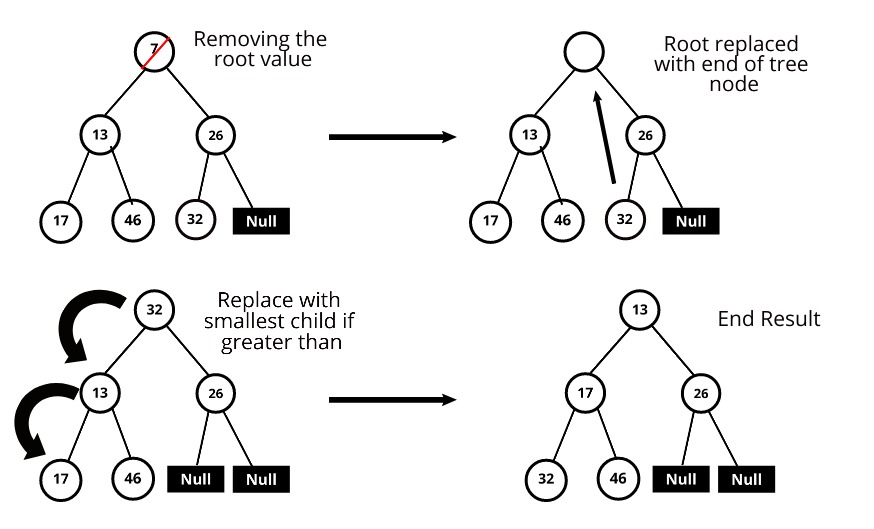 7
Removing the
root value
13
26
17
46
32
Null
Root replaced
with end of tree
node
13
26
17
46
32
Null
32
Replace with
smallest child if
greater than
13
26
17
46
Null
Null
13
End Result
17
26
32
46
Null
Null